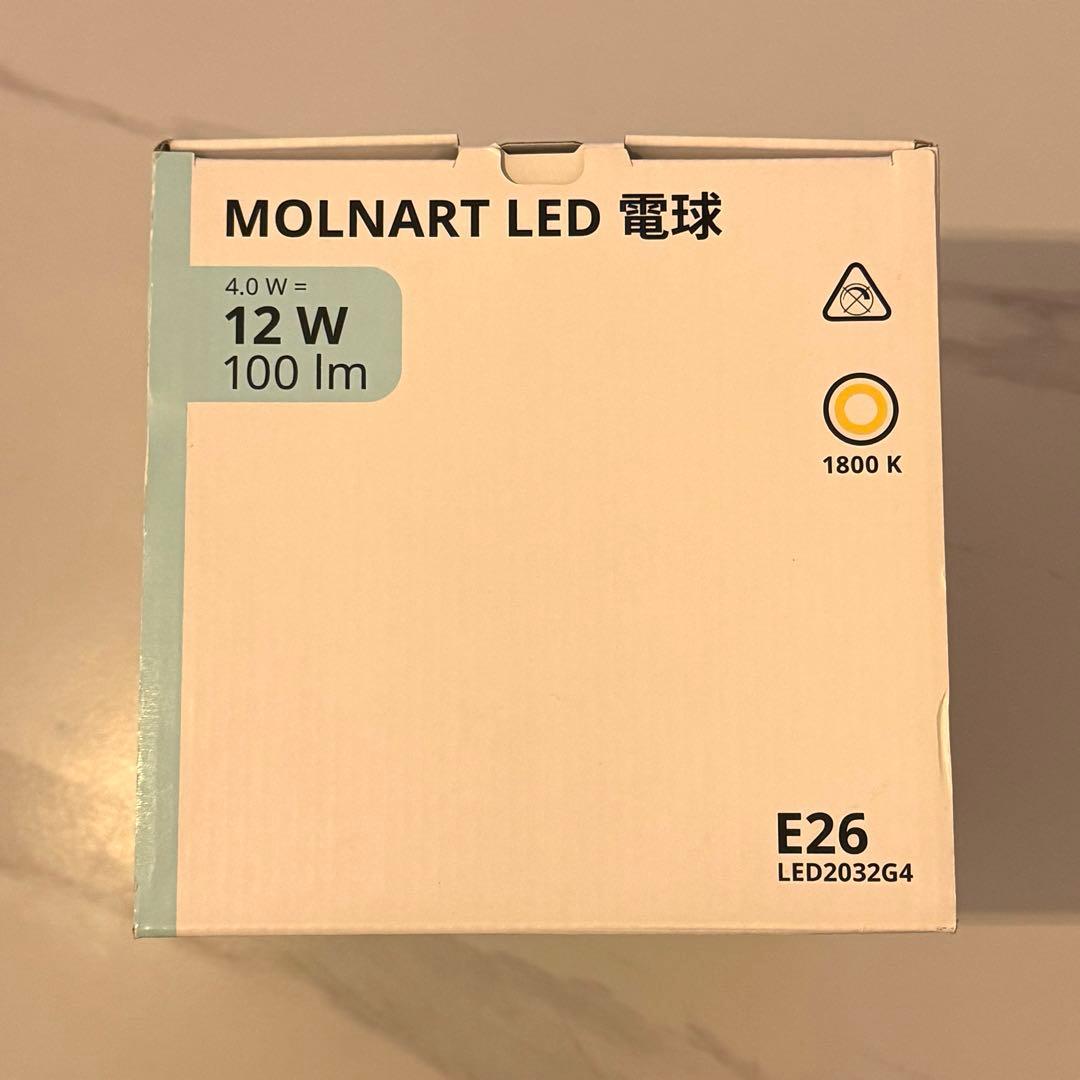 MOLNART LED 電球
4.0 W =
12 W
100 lm
1800 K
E26
LED2032G4